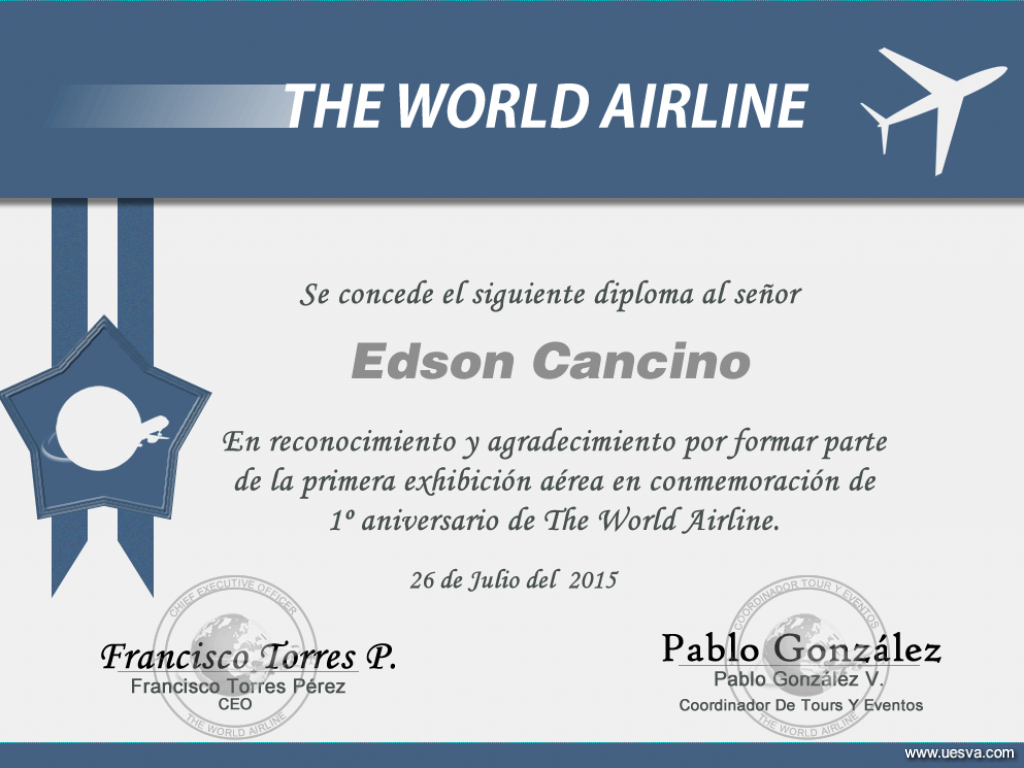 THE WORLD AIRLINE
Se concede el siguiente diploma al señor
Edson Cancino
En reconocimiento y agradecimiento por formar parte
de la primera exhibición aérea en conmemoración de
1º aniversario de The World Airline.
26 de Julio del 2015
CHIEF EXECUTIVE OFFICER
Francisco Torres P.
Francisco Torres Pérez
CEO
THE WORLD AIRLINE
COORDINADOR TOUR Y EVENTOS
Pablo González
Pablo González V.
Coordinador De Tours Y Eventos
THE WORLD AIRLINE
www.uesva.com